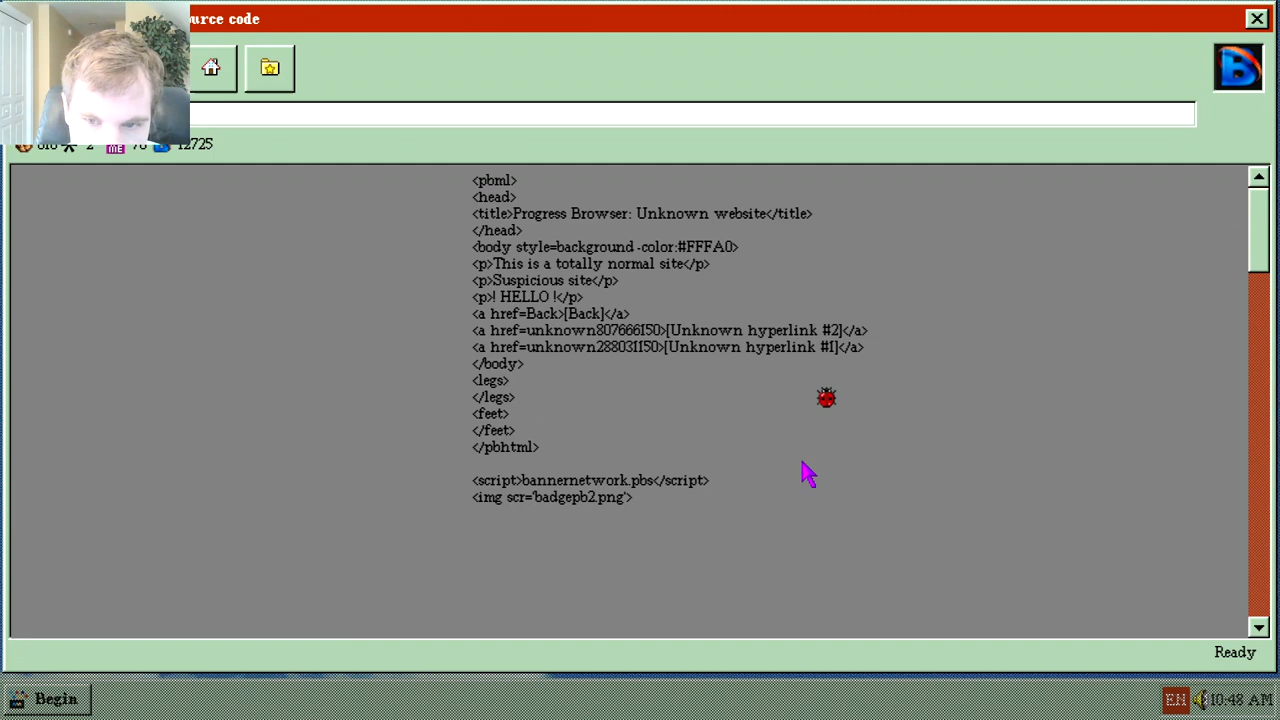 source code
2
ME
12725
<pbml>
<head>
<title>Progress Browser: Unknown website</title>
</head>
<body style=background-color:#FFFA0>
<p>This is a totally normal site</p>
<p>Suspicious site</p>
<p>! HELLO !</p>
<a href=Back>[Back]</a>
<a href=unknown807666150>[Unknown hyperlink #2]</a>
<a href=unknown288031150>[Unknown hyperlink #1]</a>
</body>
<legs>
</legs>
<feet>
</feet>
</pbhtml>
<script>bannernetwork.pbs</script>
<img scr='badgepb2.png'>
Ready
Begin
EN
10:48 AM